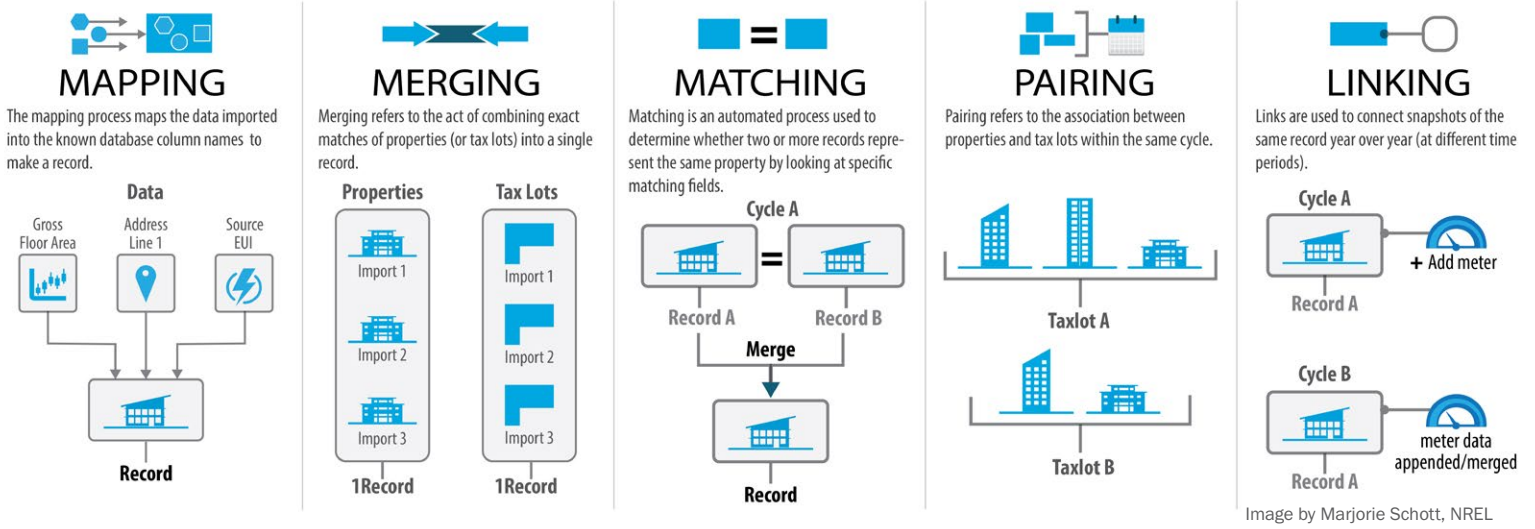 MAPPING
The mapping process maps the data imported
into the known database column names to
make a record.
Data
Gross
Floor Area
Address
Line 1
Source
EUI
Record
MERGING
Merging refers to the act of combining exact
matches of properties (or tax lots) into a single
record.
Properties
Tax Lots
Import 1
Import 1
Import 2
Import 2
Import 3
Import 3
1Record
1Record
MATCHING
Matching is an automated process used to
determine whether two or more records repre-
sent the same property by looking at specific
matching fields.
Cycle A
=
Record A
Record B
Merge
Record
PAIRING
Pairing refers to the association between
properties and tax lots within the same cycle.
Taxlot A
Taxlot B
LINKING
Links are used to connect snapshots of the
same record year over year (at different time
periods).
Cycle A
+ Add meter
Record A
Cycle B
meter data
appended/merged
Record A
Image by Marjorie Schott, NREL